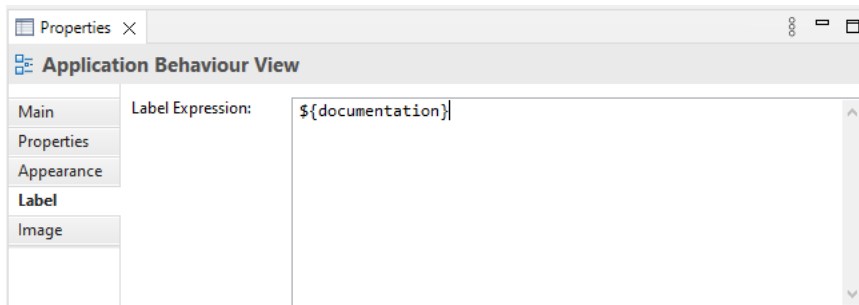 Properties
Application Behaviour View
Main
Label Expression:
${documentation}
Properties
Appearance
Label
Image